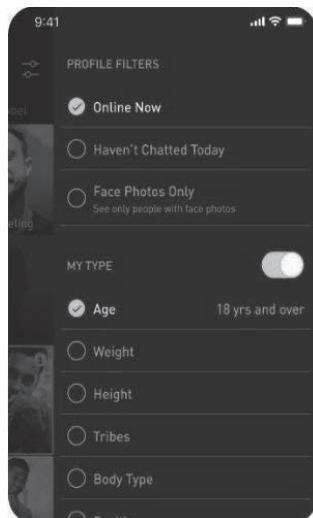 9:41
PROFILE FILTERS
Online Now
Haven't Chatted Today
Face Photos Only
See only people with face photos
MY TYPE
Age 18 yrs and over
Weight
Height
Tribes
Body Type